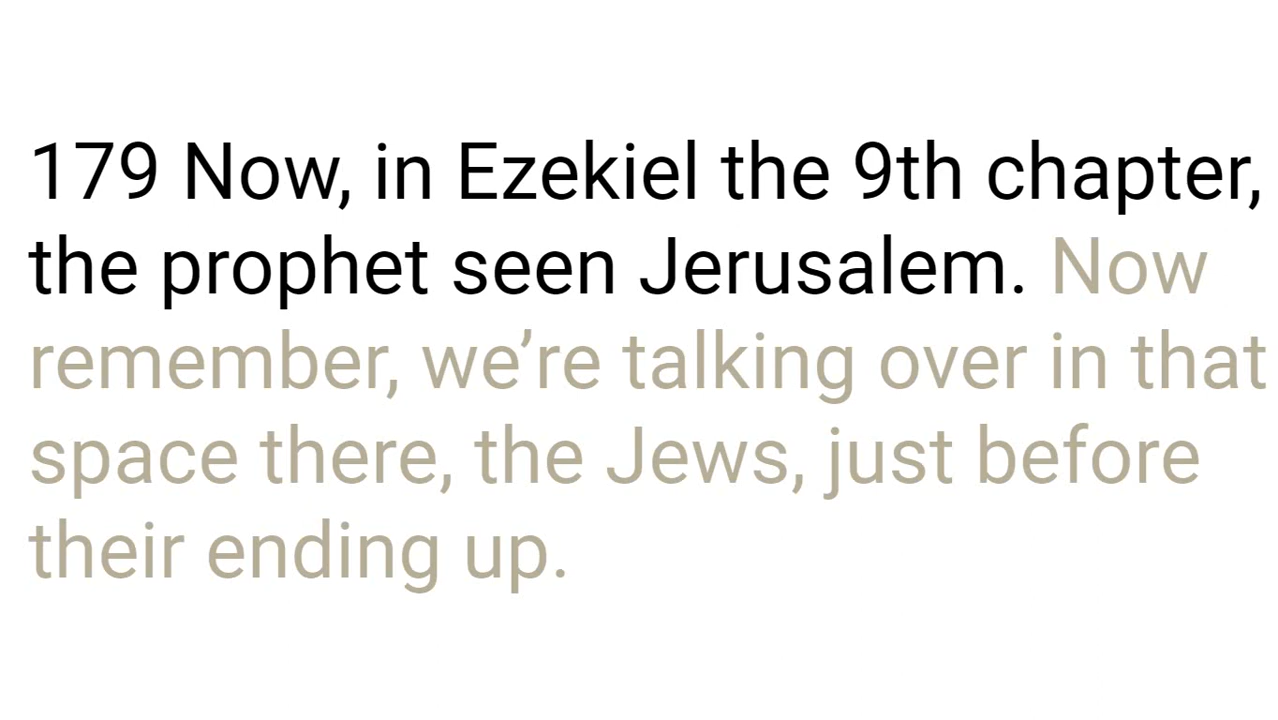 179 Now, in Ezekiel the 9th chapter,
the prophet seen Jerusalem. Now
remember, we’re talking over in that
space there, the Jews, just before
their ending up.